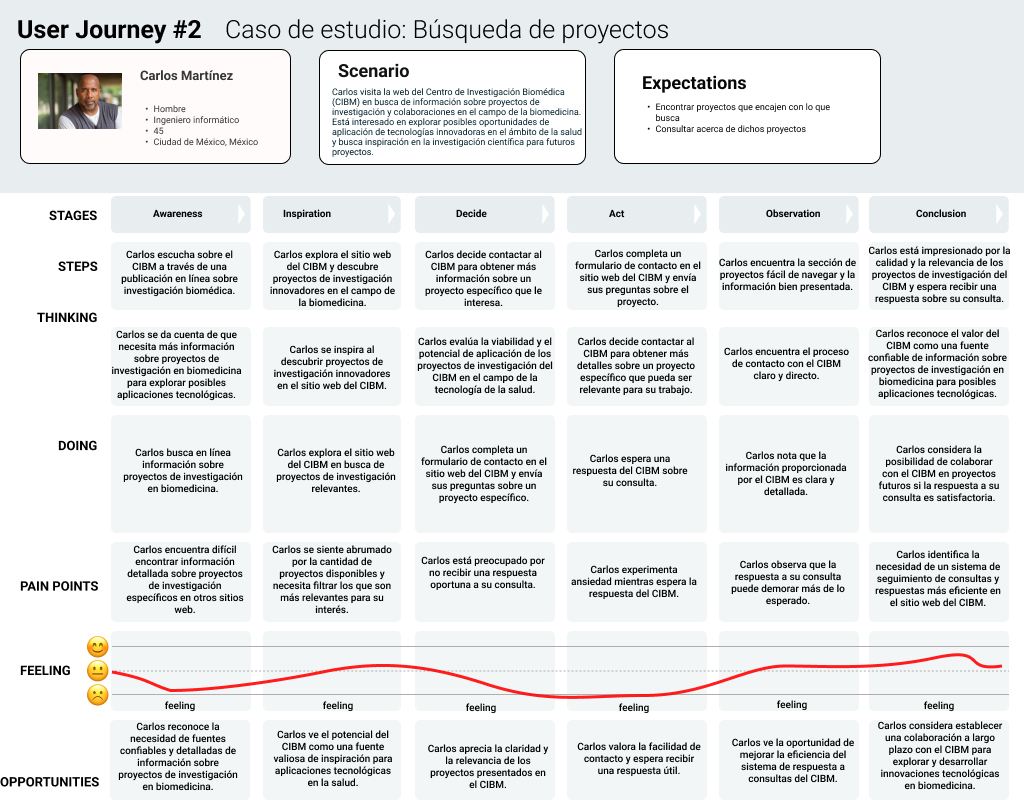 User Journey #2 Caso de estudio: Búsqueda de proyectos
Carlos Martínez
• Hombre
• Ingeniero informático
• 45
• Ciudad de México, México
Scenario
Carlos visita la web del Centro de Investigación Biomédica
(CIBM) en busca de información sobre proyectos de
investigación y colaboraciones en el campo de la biomedicina.
Está interesado en explorar posibles oportunidades de
aplicación de tecnologías innovadoras en el ámbito de la salud
y busca inspiración en la investigación científica para futuros
proyectos.
Expectations
• Encontrar proyectos que encajen con lo que
busca
• Consultar acerca de dichos proyectos
STAGES
Awareness
Inspiration
Decide
Act
Observation
Conclusion
STEPS
Carlos escucha sobre el
CIBM a través de una
publicación en línea sobre
investigación biomédica.
Carlos explora el sitio web
del CIBM y descubre
proyectos de investigación
innovadores en el campo de
la biomedicina.
Carlos decide contactar al
CIBM para obtener más
información sobre un
proyecto específico que le
interesa.
Carlos completa un
formulario de contacto en el
sitio web del CIBM y envía
sus preguntas sobre el
proyecto.
Carlos encuentra la sección de
proyectos fácil de navegar y la
información bien presentada.
Carlos está impresionado por la
calidad y la relevancia de los
proyectos de investigación del
CIBM y espera recibir una
respuesta sobre su consulta.
THINKING
Carlos se da cuenta de que
necesita más información
sobre proyectos de
investigación en biomedicina
para explorar posibles
aplicaciones tecnológicas.
Carlos se inspira al
descubrir proyectos de
investigación innovadores
en el sitio web del CIBM.
Carlos evalúa la viabilidad y el
potencial de aplicación de los
proyectos de investigación del
CIBM en el campo de la
tecnología de la salud.
Carlos decide contactar al
CIBM para obtener más
detalles sobre un proyecto
específico que pueda ser
relevante para su trabajo.
Carlos encuentra el proceso
de contacto con el CIBM
claro y directo.
Carlos reconoce el valor del
CIBM como una fuente
confiable de información sobre
proyectos de investigación en
biomedicina para posibles
aplicaciones tecnológicas.
DOING
Carlos busca en línea
información sobre
proyectos de investigación
en biomedicina.
Carlos explora el sitio web
del CIBM en busca de
proyectos de investigación
relevantes.
Carlos completa un
formulario de contacto en el
sitio web del CIBM y envía
sus preguntas sobre un
proyecto específico.
Carlos espera una
respuesta del CIBM sobre
su consulta.
Carlos nota que la
información proporcionada
por el CIBM es clara y
detallada.
Carlos considera la
posibilidad de colaborar
con el CIBM en proyectos
futuros si la respuesta a su
consulta es satisfactoria.
PAIN POINTS
Carlos encuentra difícil
encontrar información
detallada sobre proyectos
de investigación
específicos en otros sitios
web.
Carlos se siente abrumado
por la cantidad de
proyectos disponibles y
necesita filtrar los que son
más relevantes para su
interés.
Carlos está preocupado por
no recibir una respuesta
oportuna a su consulta.
Carlos experimenta
ansiedad mientras espera la
respuesta del CIBM.
Carlos observa que la
respuesta a su consulta
puede demorar más de lo
esperado.
Carlos identifica la
necesidad de un sistema de
seguimiento de consultas y
respuestas más eficiente en
el sitio web del CIBM.
FEELING
feeling
feeling
feeling
feeling
feeling
feeling
OPPORTUNITIES
Carlos reconoce la
necesidad de fuentes
confiables y detalladas de
información sobre
proyectos de investigación
en biomedicina.
Carlos ve el potencial del
CIBM como una fuente
valiosa de inspiración para
aplicaciones tecnológicas
en la salud.
Carlos aprecia la claridad y
la relevancia de los
proyectos presentados en
el CIBM.
Carlos valora la facilidad de
contacto y espera recibir
una respuesta útil.
Carlos ve la oportunidad de
mejorar la eficiencia del
sistema de respuesta a
consultas del CIBM.
Carlos considera establecer
una colaboración a largo
plazo con el CIBM para
explorar y desarrollar
innovaciones tecnológicas
en biomedicina.